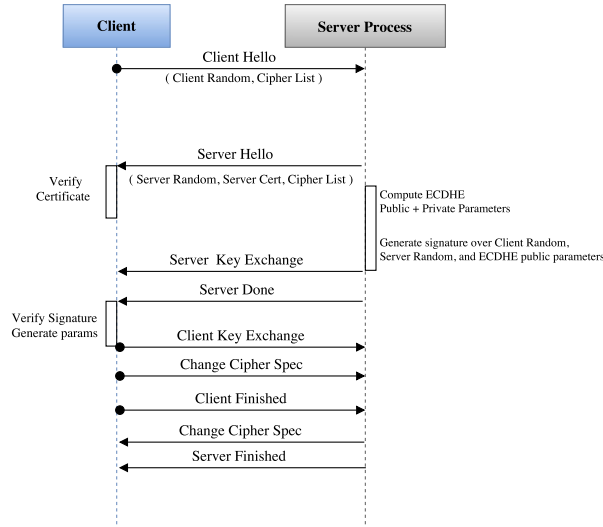 Client
Server Process
Client Hello
( Client Random, Cipher List )
Server Hello
( Server Random, Server Cert, Cipher List )
Verify
Certificate
Compute ECDHE
Public + Private Parameters
Generate signature over Client Random,
Server Random, and ECDHE public parameters
Server Key Exchange
Server Done
Verify Signature
Generate params
Client Key Exchange
Change Cipher Spec
Client Finished
Change Cipher Spec
Server Finished